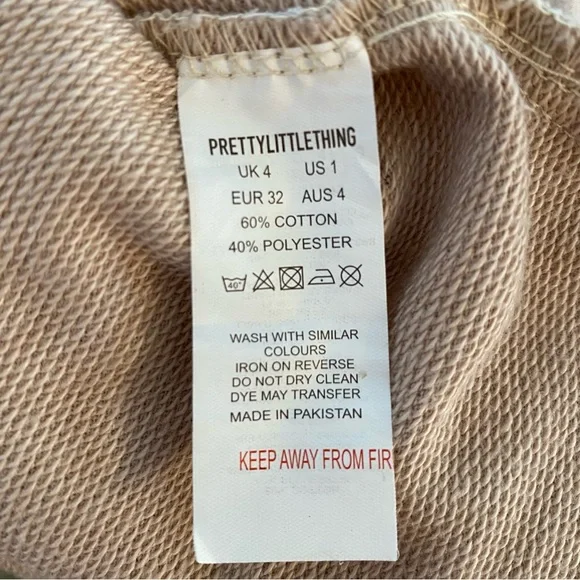 PRETTYLITTLETHING
UK 4 US 1
EUR 32 AUS 4
60% COTTON
40% POLYESTER
40°
WASH WITH SIMILAR
COLOURS
IRON ON REVERSE
DO NOT DRY CLEAN
DYE MAY TRANSFER
MADE IN PAKISTAN
KEEP AWAY FROM FIR